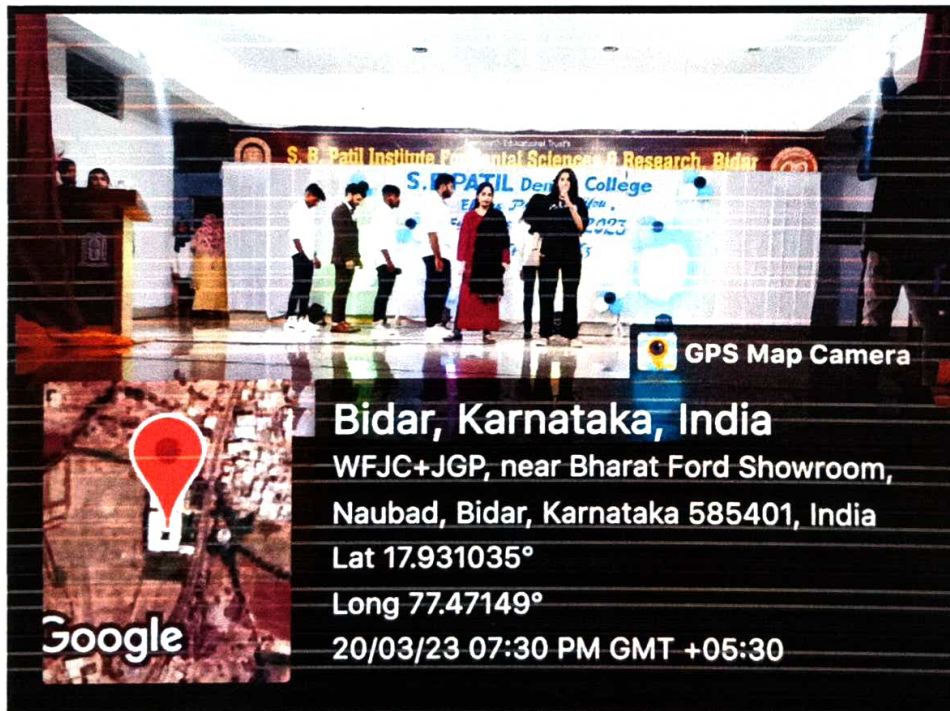 S. B. Patil Institute For Dental Sciences & Research, Bidar
S.B PATIL Dental College
2023
GPS Map Camera
Bidar, Karnataka, India
WFJC+JGP, near Bharat Ford Showroom,
Naubad, Bidar, Karnataka 585401, India
Lat 17.931035°
Long 77.47149°
20/03/23 07:30 PM GMT +05:30
Google